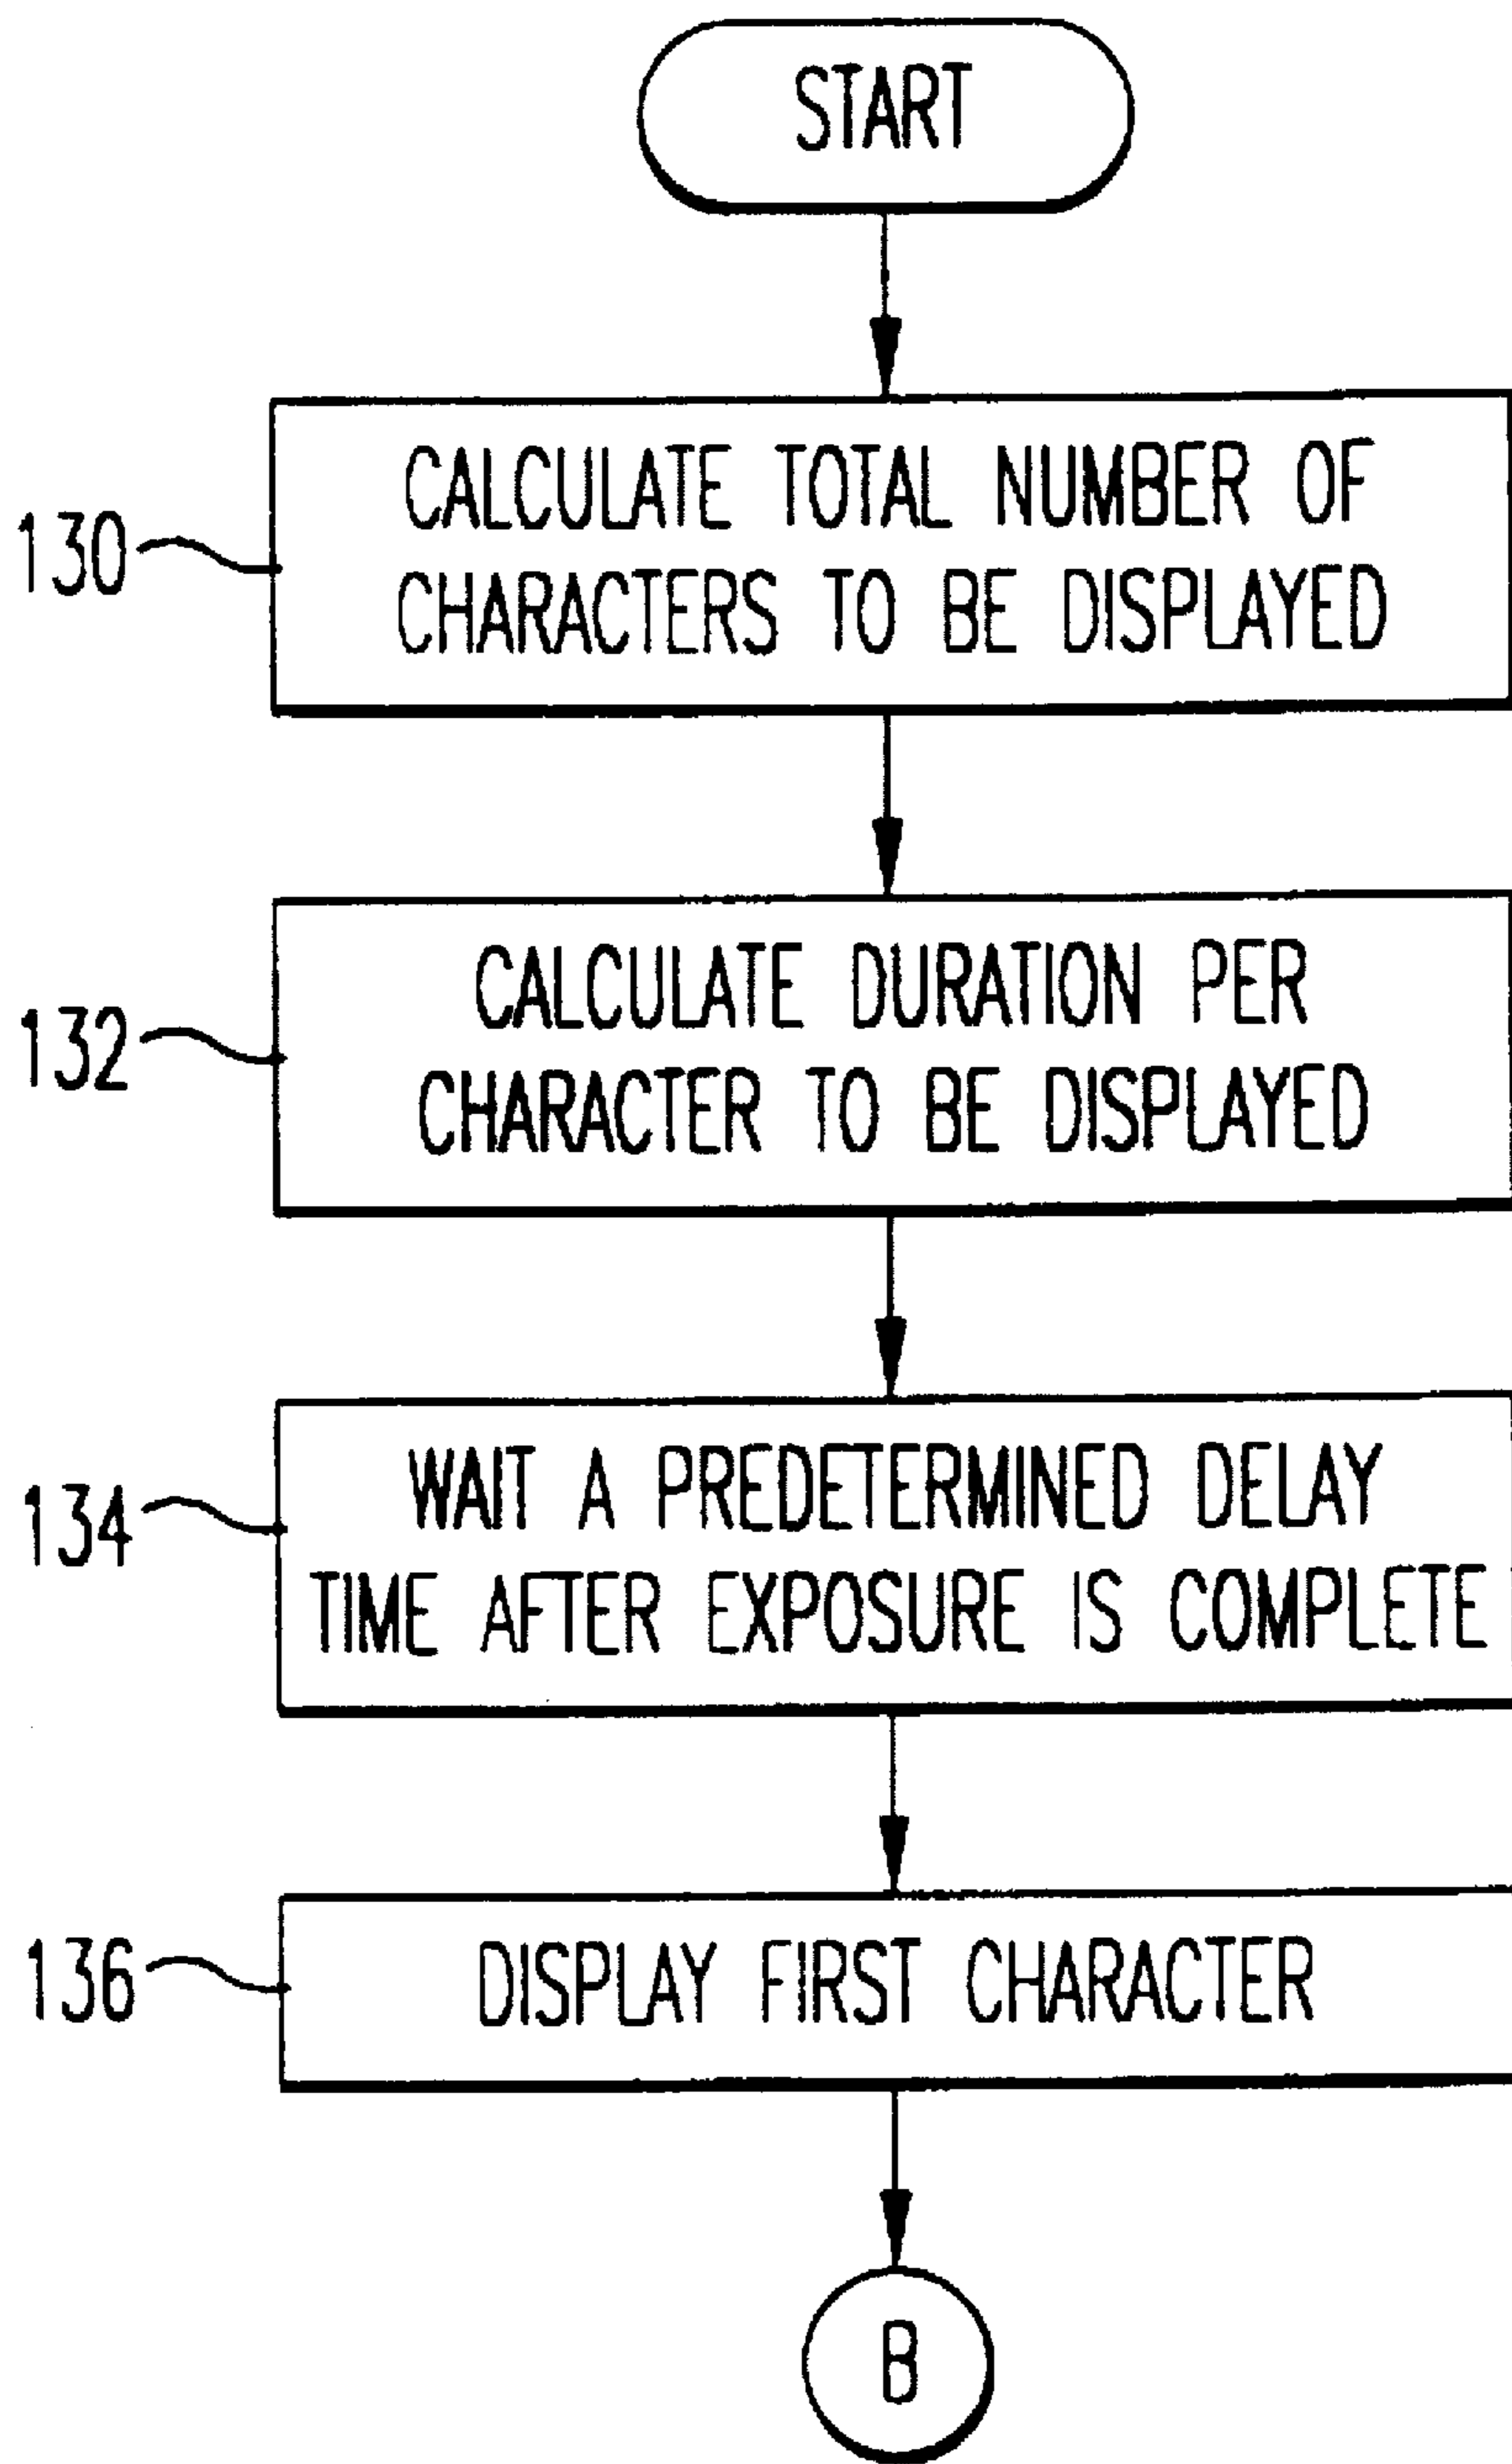 START
130
CALCULATE TOTAL NUMBER OF
CHARACTERS TO BE DISPLAYED
132
CALCULATE DURATION PER
CHARACTER TO BE DISPLAYED
134
WAIT A PREDETERMINED DELAY
TIME AFTER EXPOSURE IS COMPLETE
136
DISPLAY FIRST CHARACTER
B